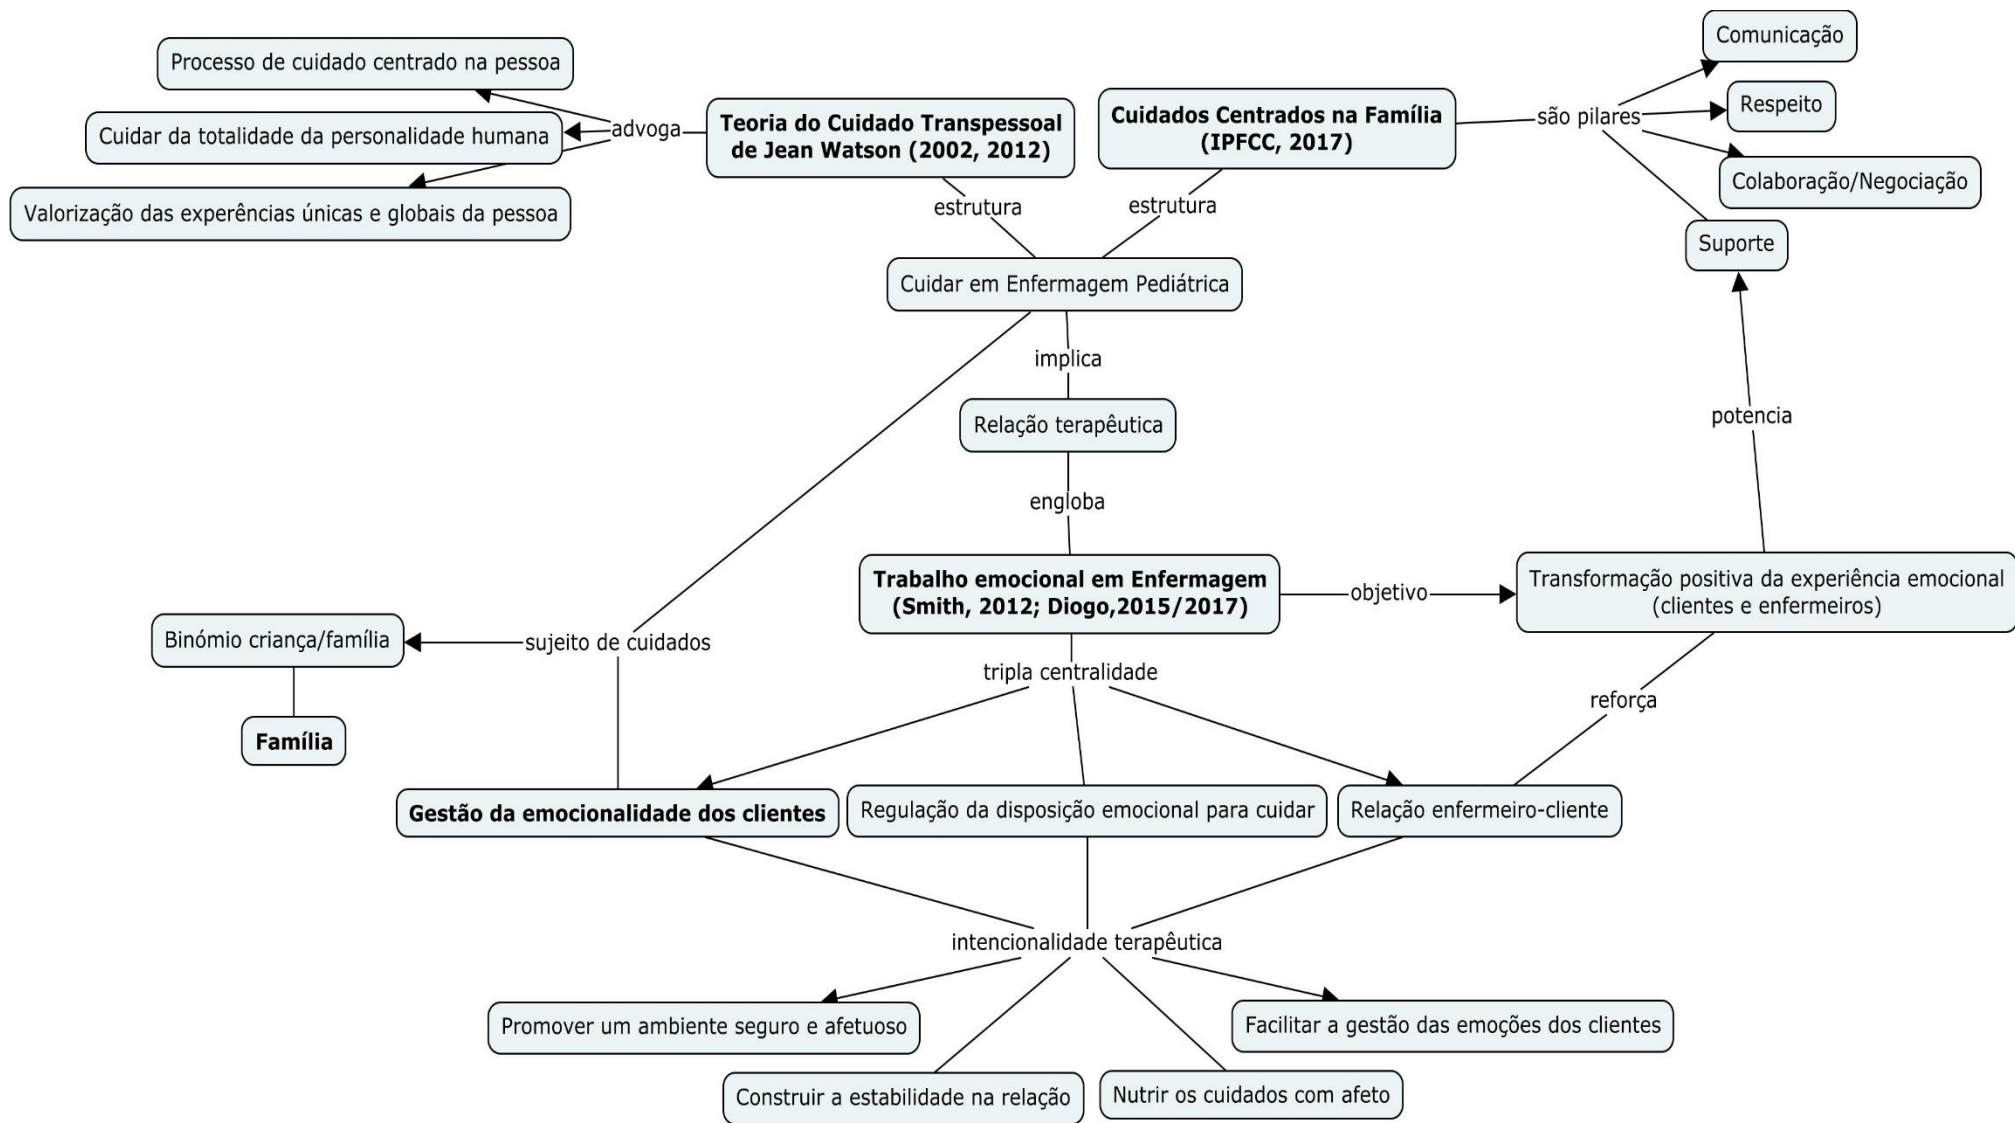 Comunicação
Processo de cuidado centrado na pessoa
Respeito
Teoria do Cuidado Transpessoal
de Jean Watson (2002, 2012)
Cuidados Centrados na Família
(IPFCC, 2017)
são pilares
advoga
Cuidar da totalidade da personalidade humana
Colaboração/Negociação
Valorização das experências únicas e globais da pessoa
estrutura
estrutura
Suporte
Cuidar em Enfermagem Pediátrica
implica
Relação terapêutica
potencia
engloba
Trabalho emocional em Enfermagem
(Smith, 2012; Diogo,2015/2017)
objetivo
Transformação positiva da experiência emocional
(clientes e enfermeiros)
Binómio criança/família
sujeito de cuidados
tripla centralidade
reforça
Família
Gestão da emocionalidade dos clientes
Regulação da disposição emocional para cuidar
Relação enfermeiro-cliente
intencionalidade terapêutica
Promover um ambiente seguro e afetuoso
Facilitar a gestão das emoções dos clientes
Construir a estabilidade na relação
Nutrir os cuidados com afeto